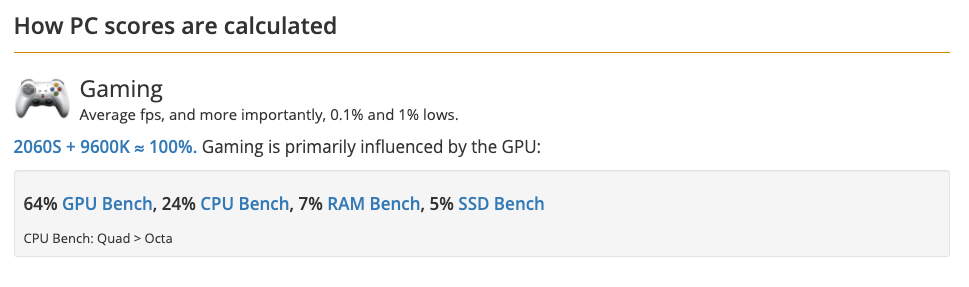 How PC scores are calculated
Gaming
Average fps, and more importantly, 0.1% and 1% lows.
2060S + 9600K ≈ 100%. Gaming is primarily influenced by the GPU:
64% GPU Bench, 24% CPU Bench, 7% RAM Bench, 5% SSD Bench
CPU Bench: Quad > Octa